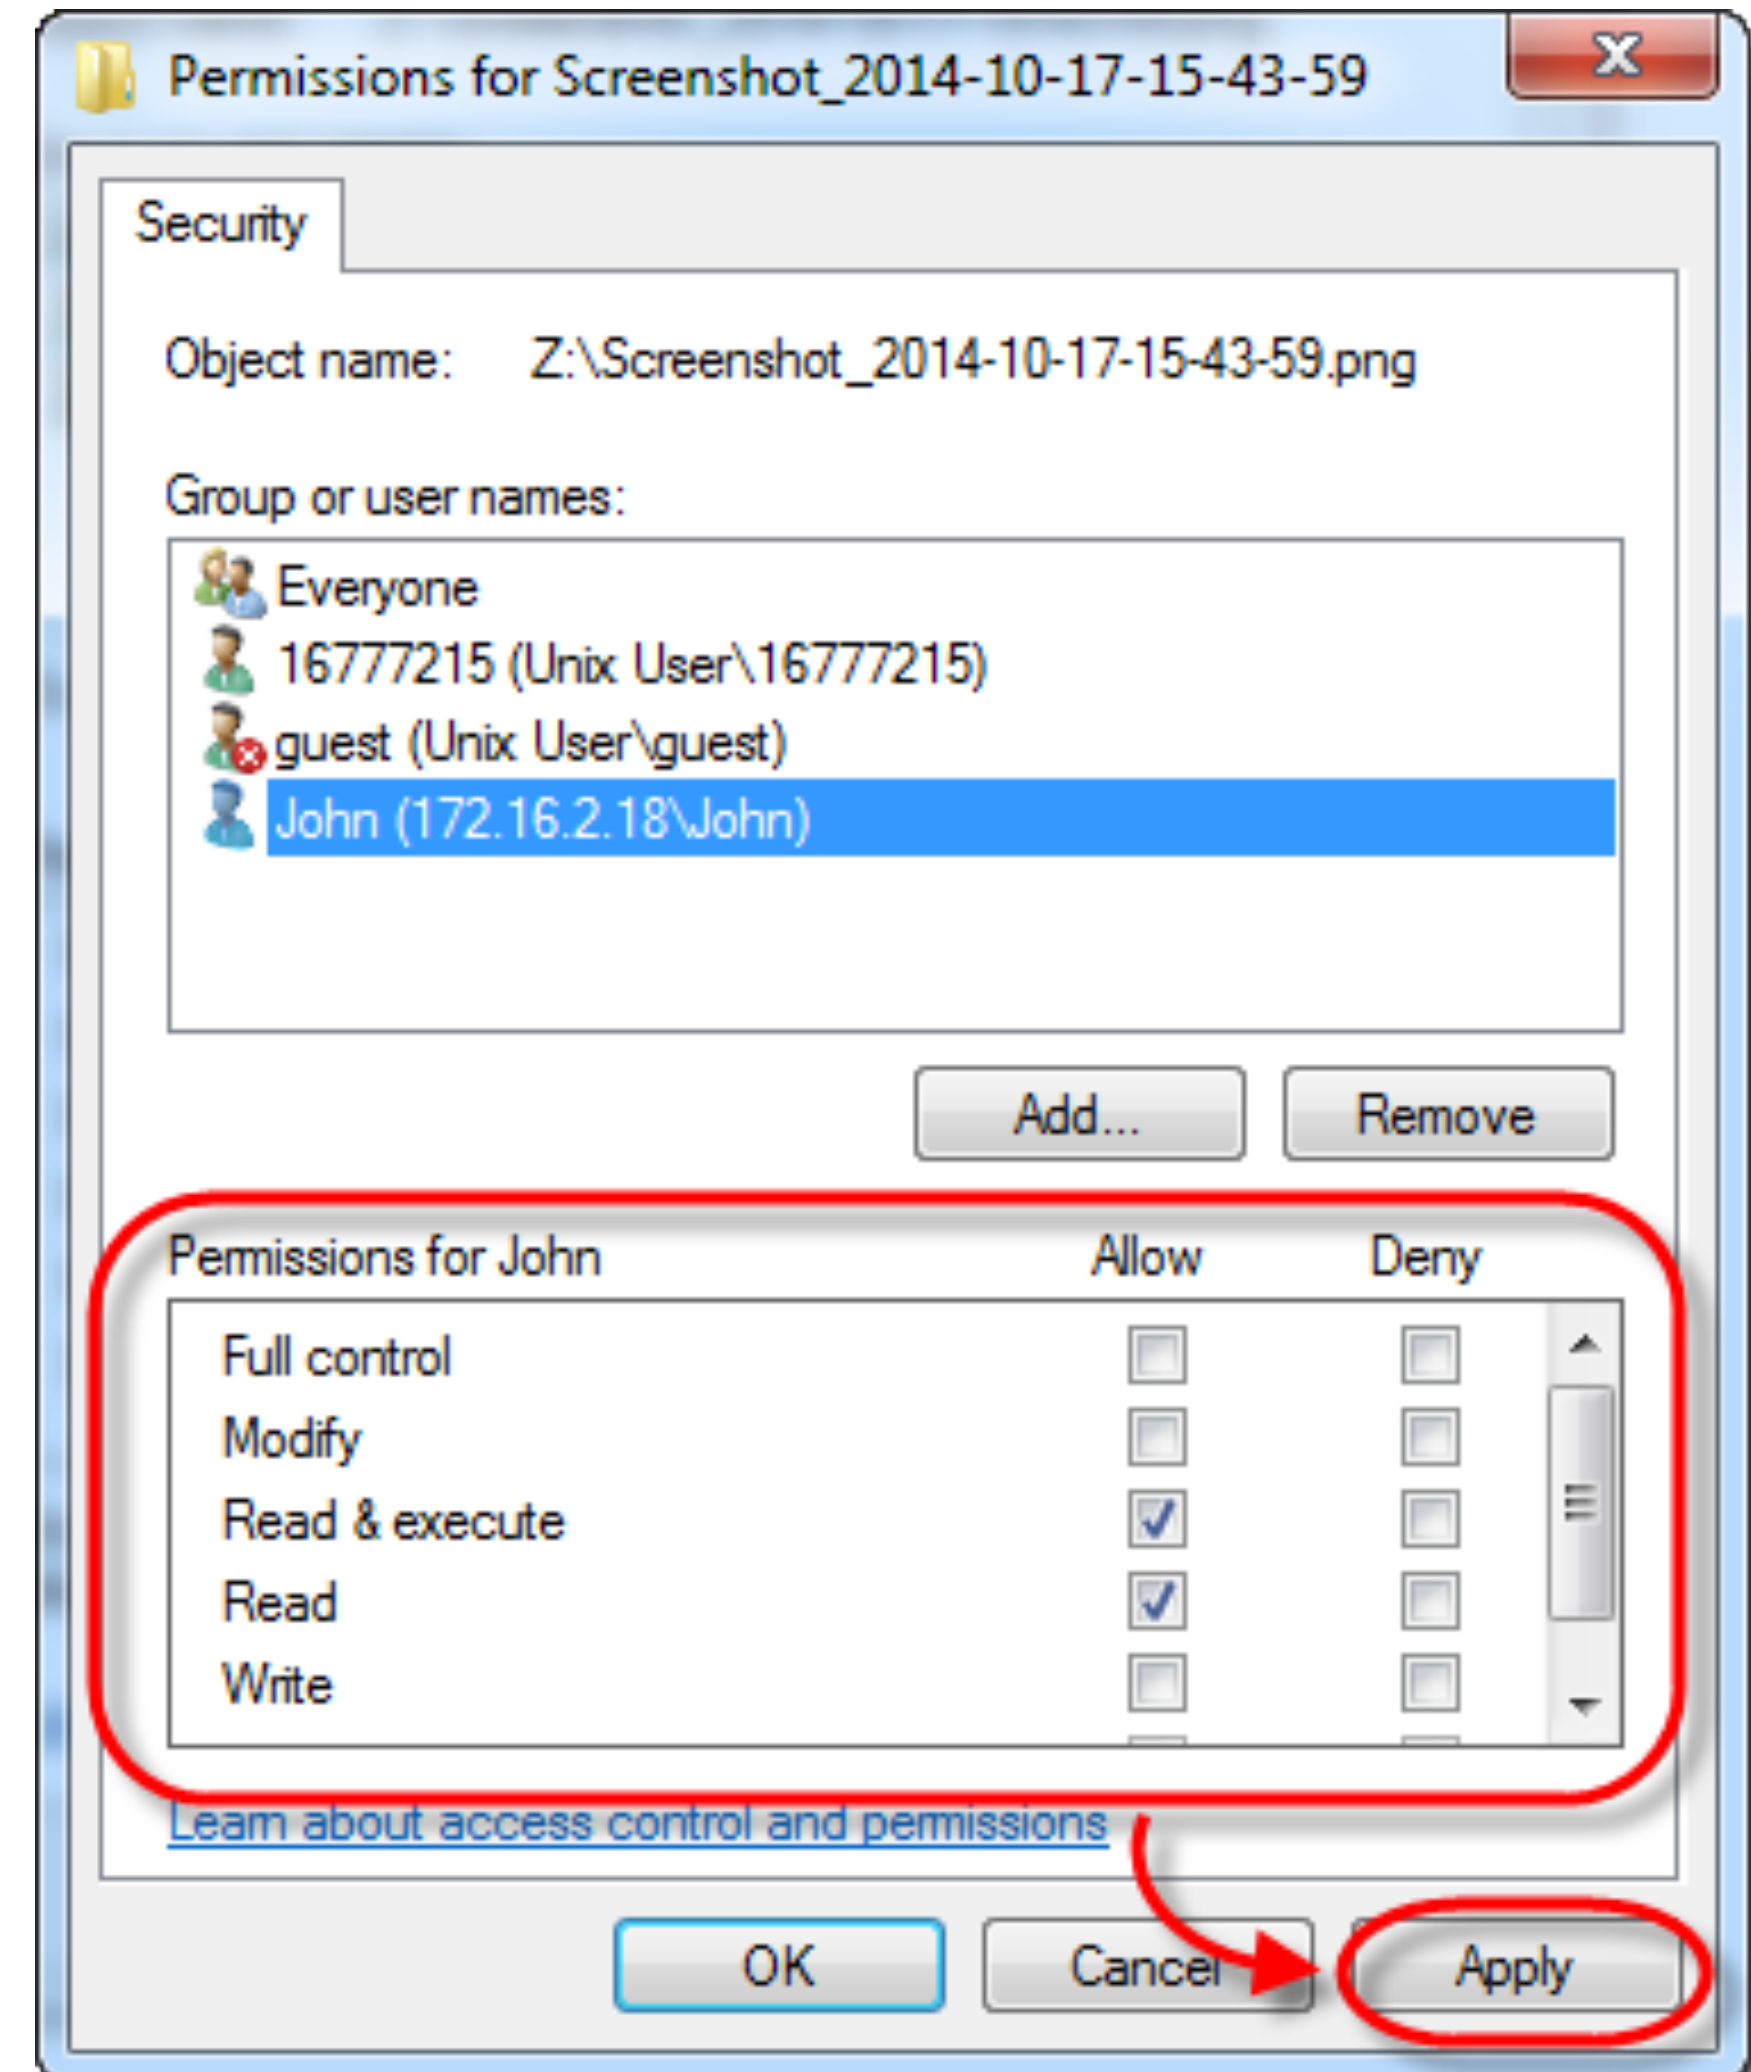 Permissions for Screenshot_2014-10-17-15-43-59
Security
Object name: Z:\Screenshot_2014-10-17-15-43-59.png
Group or user names:
Everyone
16777215 (Unix User\16777215)
guest (Unix User\guest)
John (172.16.2.18\John)
Add... Remove
Permissions for John Allow Deny
Full control
Modify
Read & execute
Read
Write
Learn about access control and permissions
OK Cancel Apply